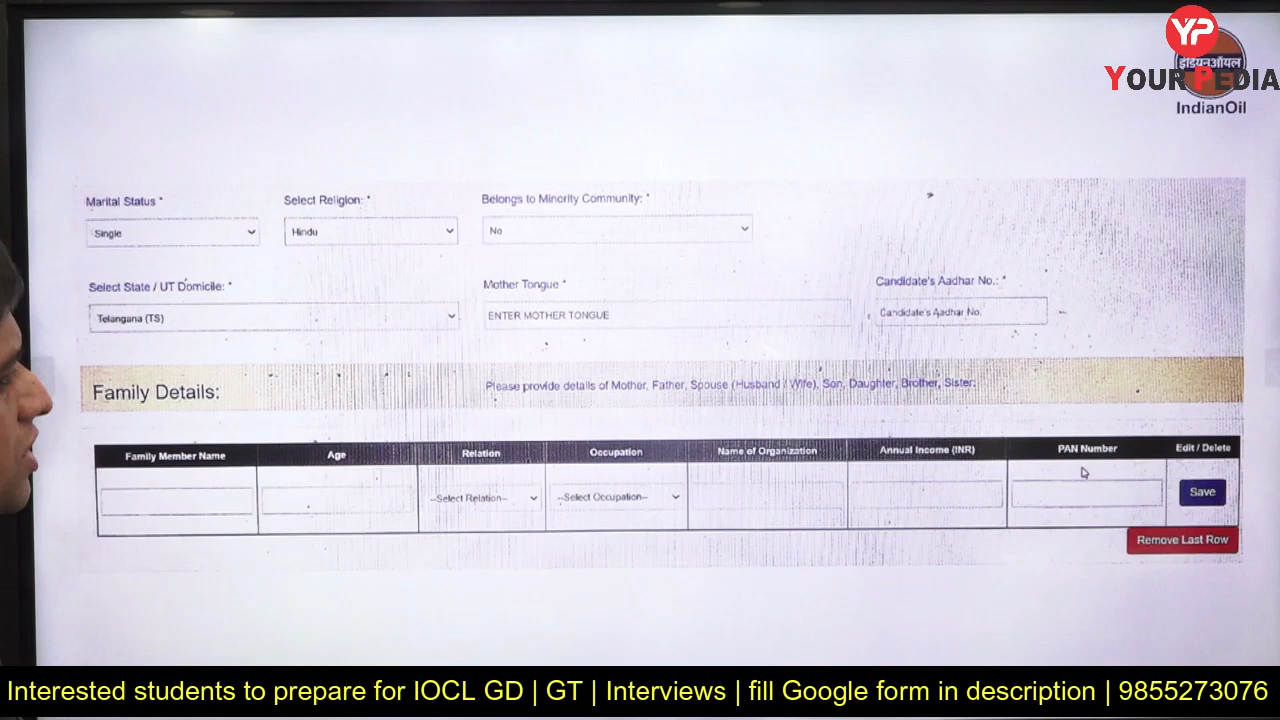 YP
YOUR PEDIA
इंडियनऑयल
IndianOil
Marital Status * Select Religion: * Belongs to Minority Community: *
Single Hindu No
Select State / UT Domicile: * Mother Tongue * Candidate's Aadhar No.: *
Telangana (TS) ENTER MOTHER TONGUE Candidate's Aadhar No.
Family Details: Please provide details of Mother, Father, Spouse (Husband / Wife), Son, Daughter, Brother, Sister.
Family Member Name Age Relation Occupation Name of Organization Annual Income (INR) PAN Number Edit / Delete
--Select Relation-- --Select Occupation-- Save
Remove Last Row
Interested students to prepare for IOCL GD | GT | Interviews | fill Google form in description | 9855273076